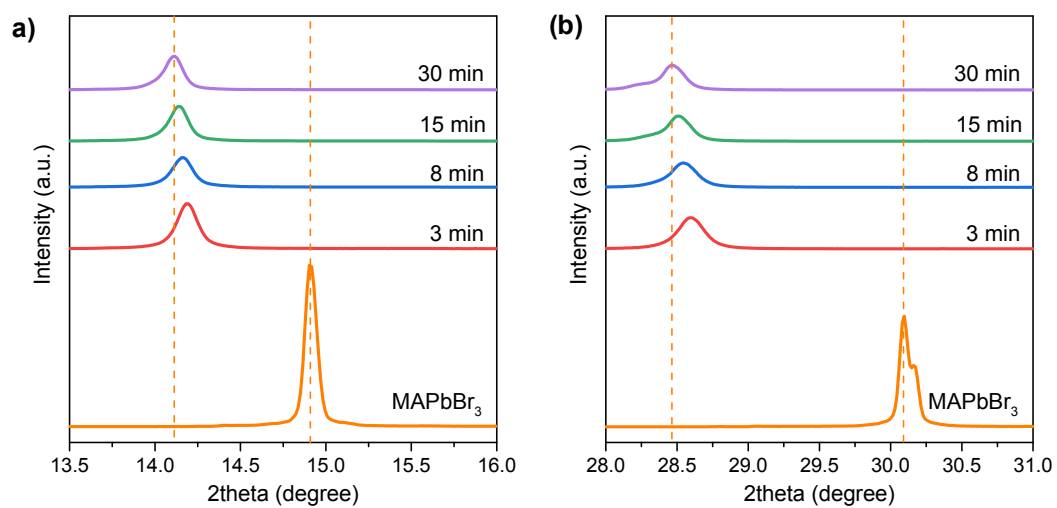 a)
Intensity (a.u.)
30 min
15 min
8 min
3 min
MAPbBr₃
13.5 14.0 14.5 15.0 15.5 16.0
2theta (degree)
(b)
Intensity (a.u.)
30 min
15 min
8 min
3 min
MAPbBr₃
28.0 28.5 29.0 29.5 30.0 30.5 31.0
2theta (degree)